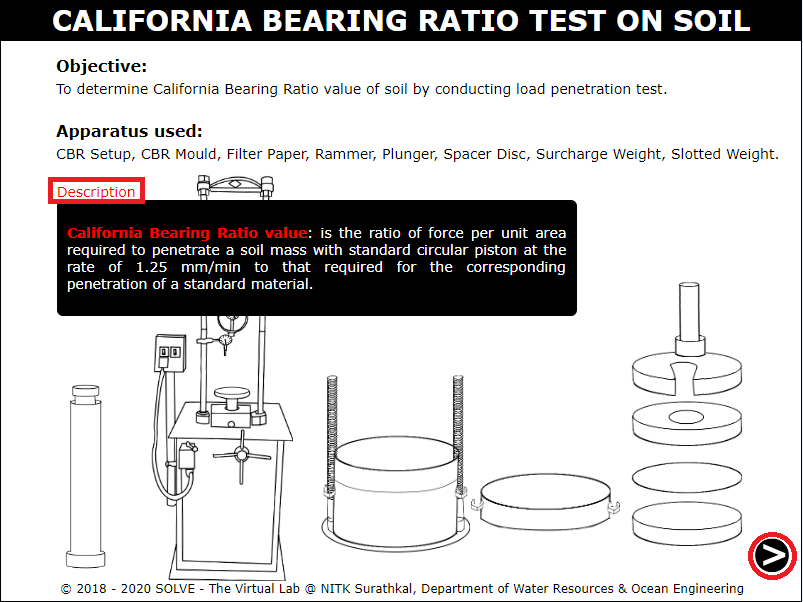 CALIFORNIA BEARING RATIO TEST ON SOIL
Objective:
To determine California Bearing Ratio value of soil by conducting load penetration test.
Apparatus used:
CBR Setup, CBR Mould, Filter Paper, Rammer, Plunger, Spacer Disc, Surcharge Weight, Slotted Weight.
Description
California Bearing Ratio value: is the ratio of force per unit area
required to penetrate a soil mass with standard circular piston at the
rate of 1.25 mm/min to that required for the corresponding
penetration of a standard material.
© 2018 - 2020 SOLVE - The Virtual Lab @ NITK Surathkal, Department of Water Resources & Ocean Engineering